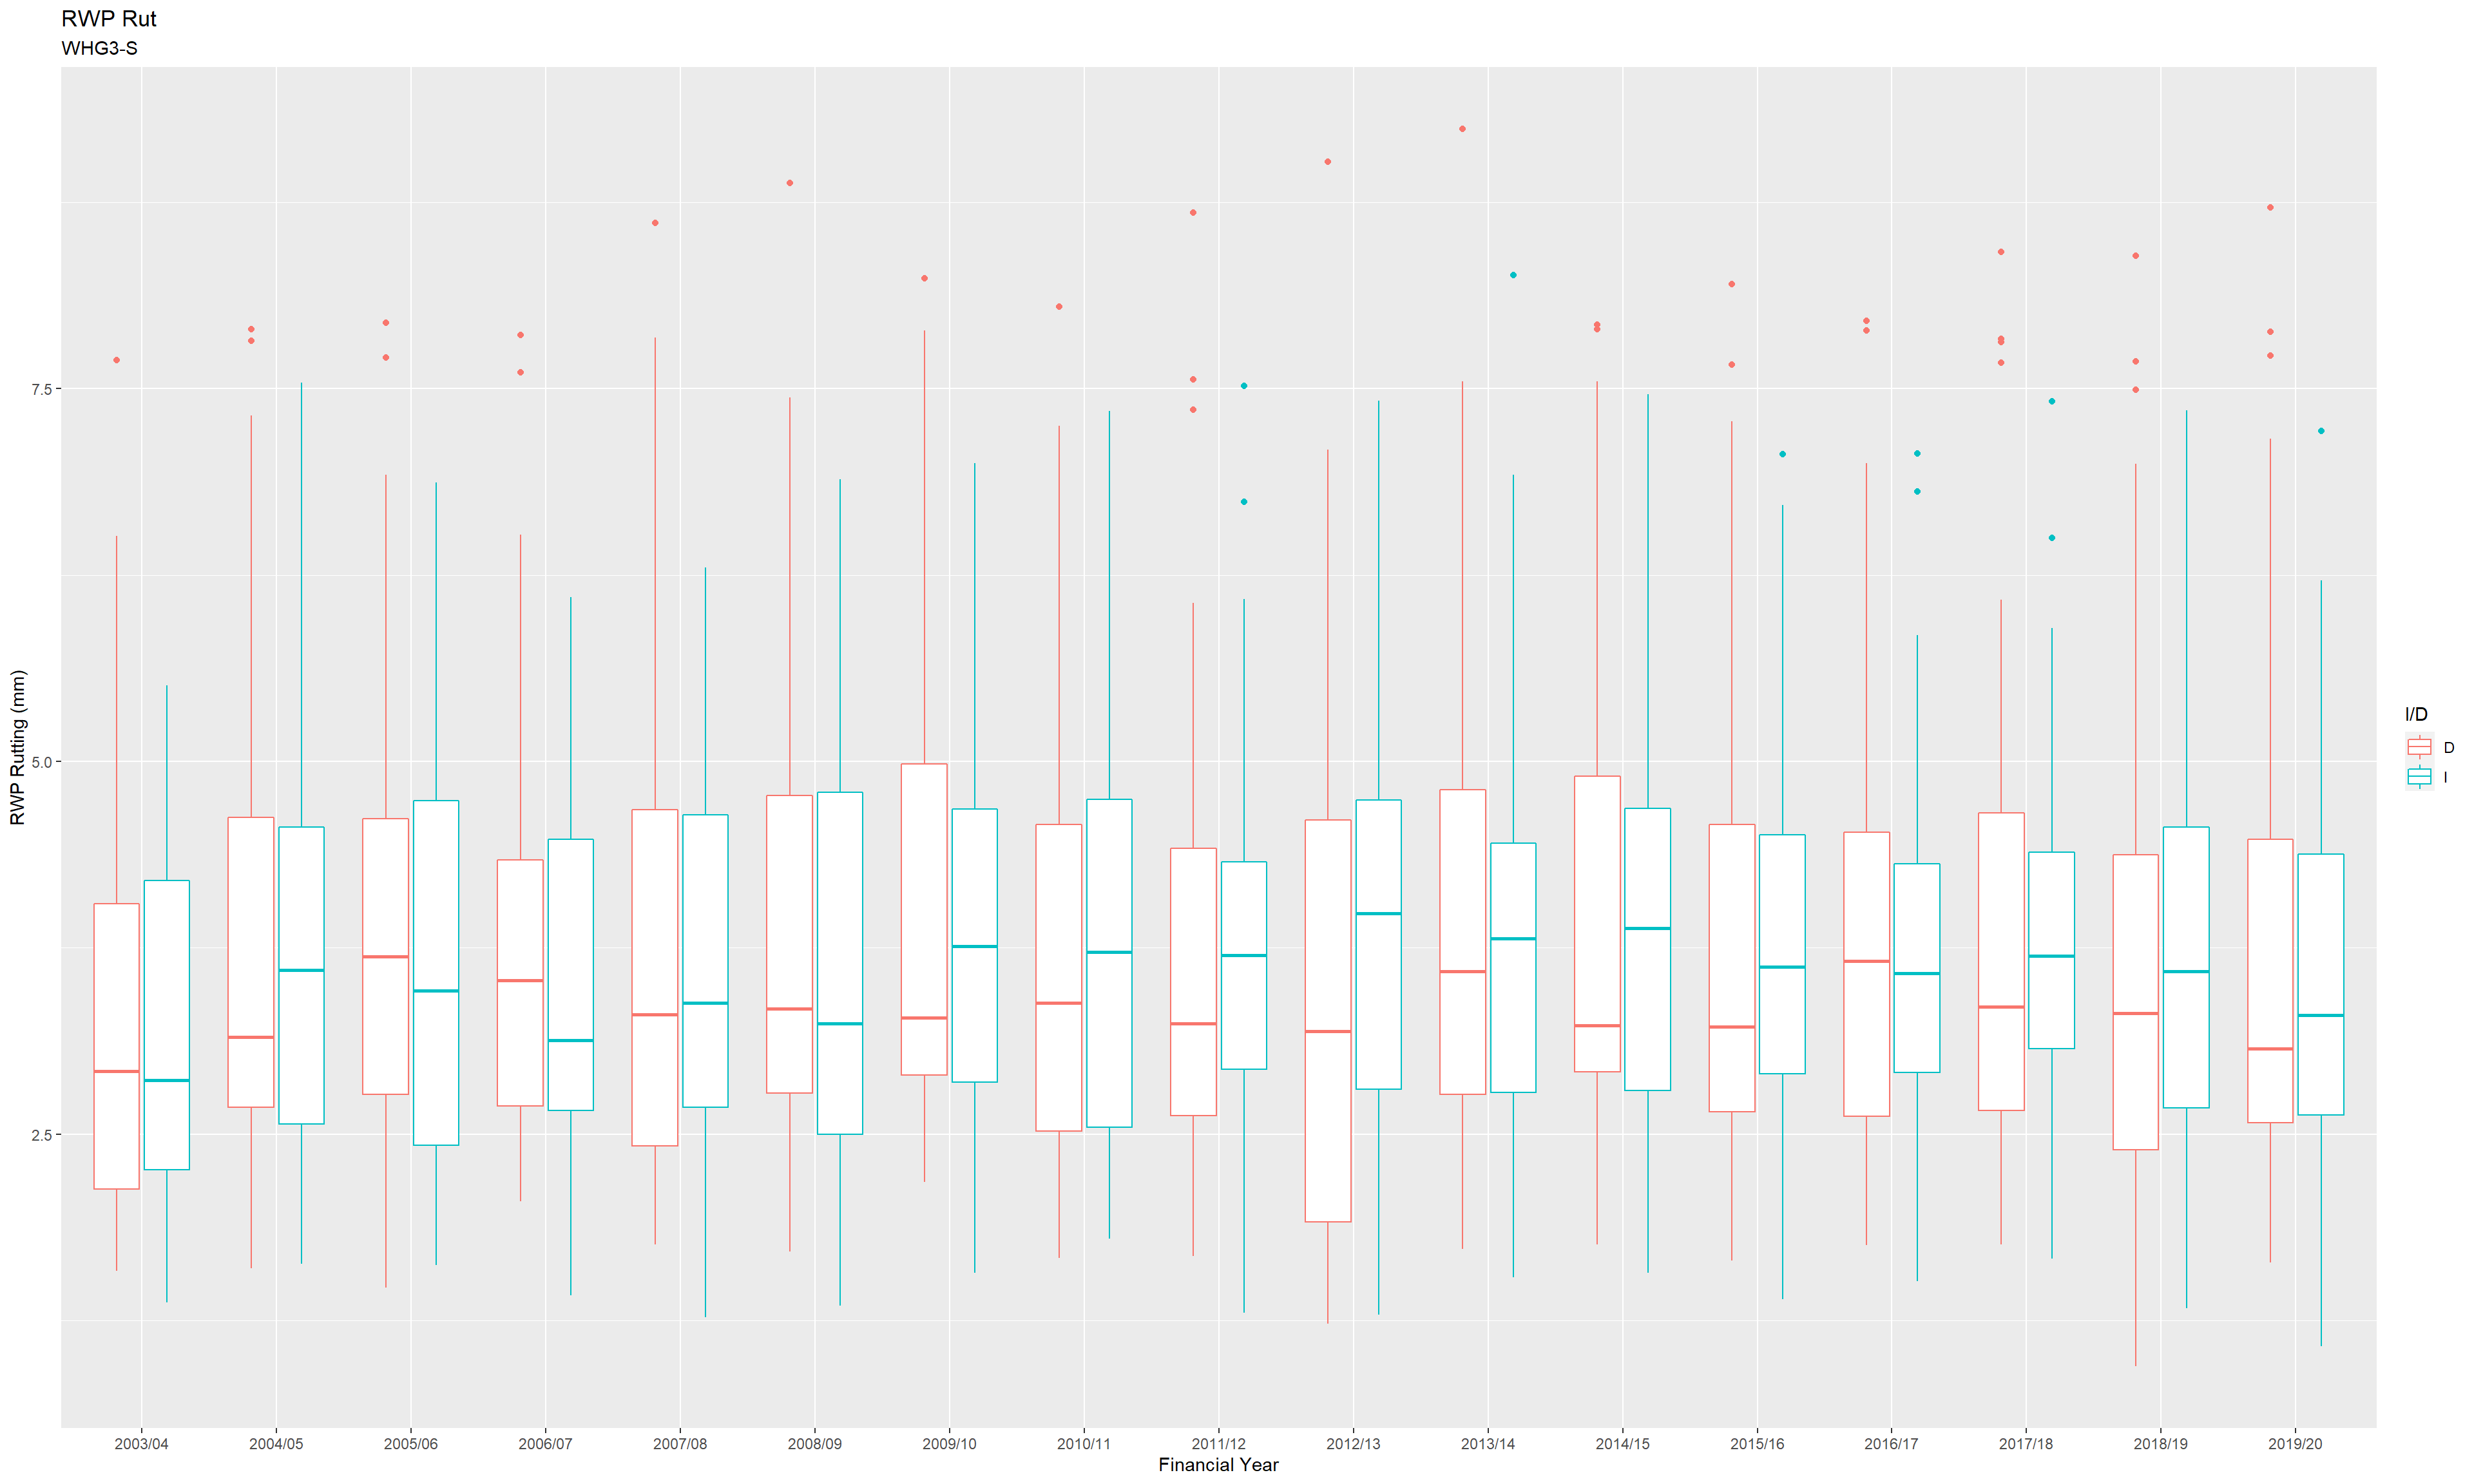 RWP Rut
WHG3-S
RWP Rutting (mm)
7.5
5.0
2.5
2003/04 2004/05 2005/06 2006/07 2007/08 2008/09 2009/10 2010/11 2011/12 2012/13 2013/14 2014/15 2015/16 2016/17 2017/18 2018/19 2019/20
Financial Year
I/D
D
I